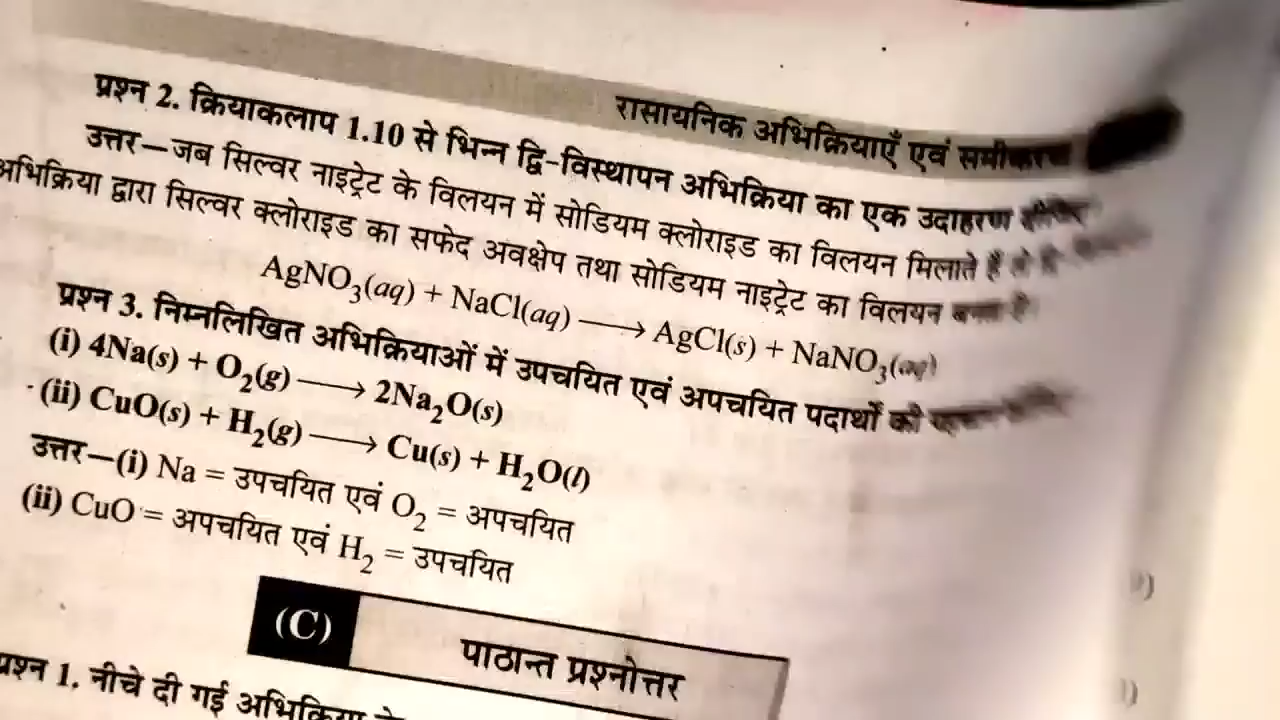 रासायनिक अभिक्रियाएँ एवं समीकरण
प्रश्न 2. क्रियाकलाप 1.10 से भिन्न द्वि-विस्थापन अभिक्रिया का एक उदाहरण दीजिए
उत्तर—जब सिल्वर नाइट्रेट के विलयन में सोडियम क्लोराइड का विलयन मिलाते हैं
अभिक्रिया द्वारा सिल्वर क्लोराइड का सफेद अवक्षेप तथा सोडियम नाइट्रेट का विलयन बनता है
AgNO₃(aq) + NaCl(aq) ⟶ AgCl(s) + NaNO₃(aq)
प्रश्न 3. निम्नलिखित अभिक्रियाओं में उपचयित एवं अपचयित पदार्थों की
(i) 4Na(s) + O₂(g) ⟶ 2Na₂O(s)
(ii) CuO(s) + H₂(g) ⟶ Cu(s) + H₂O(l)
उत्तर—(i) Na = उपचयित एवं O₂ = अपचयित
(ii) CuO = अपचयित एवं H₂ = उपचयित
(C) पाठान्त प्रश्नोत्तर
प्रश्न 1. नीचे दी गई अभिक्रिया के